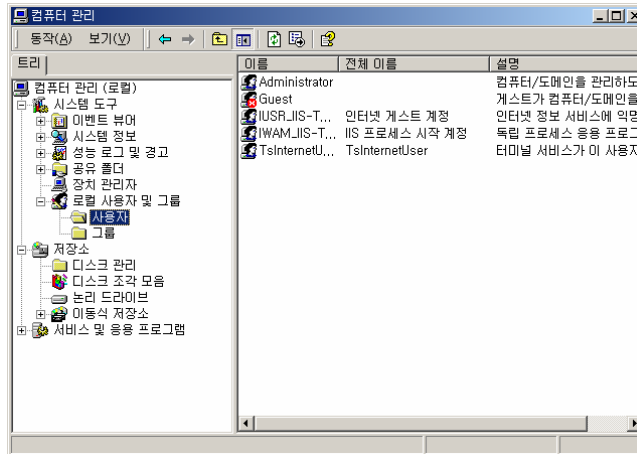 컴퓨터 관리
동작(A) 보기(V)
트리
컴퓨터 관리 (로컬)
시스템 도구
이벤트 뷰어
시스템 정보
성능 로그 및 경고
공유 폴더
장치 관리자
로컬 사용자 및 그룹
사용자
그룹
저장소
디스크 관리
디스크 조각 모음
논리 드라이브
이동식 저장소
서비스 및 응용 프로그램
이름 전체 이름 설명
Administrator 컴퓨터/도메인을 관리하도
Guest 게스트가 컴퓨터/도메인을
IUSR_IIS-T... 인터넷 게스트 계정 인터넷 정보 서비스에 익명
IWAM_IIS-T... IIS 프로세스 시작 계정 독립 프로세스 응용 프로그
TsInternetU... TsInternetUser 터미널 서비스가 이 사용자